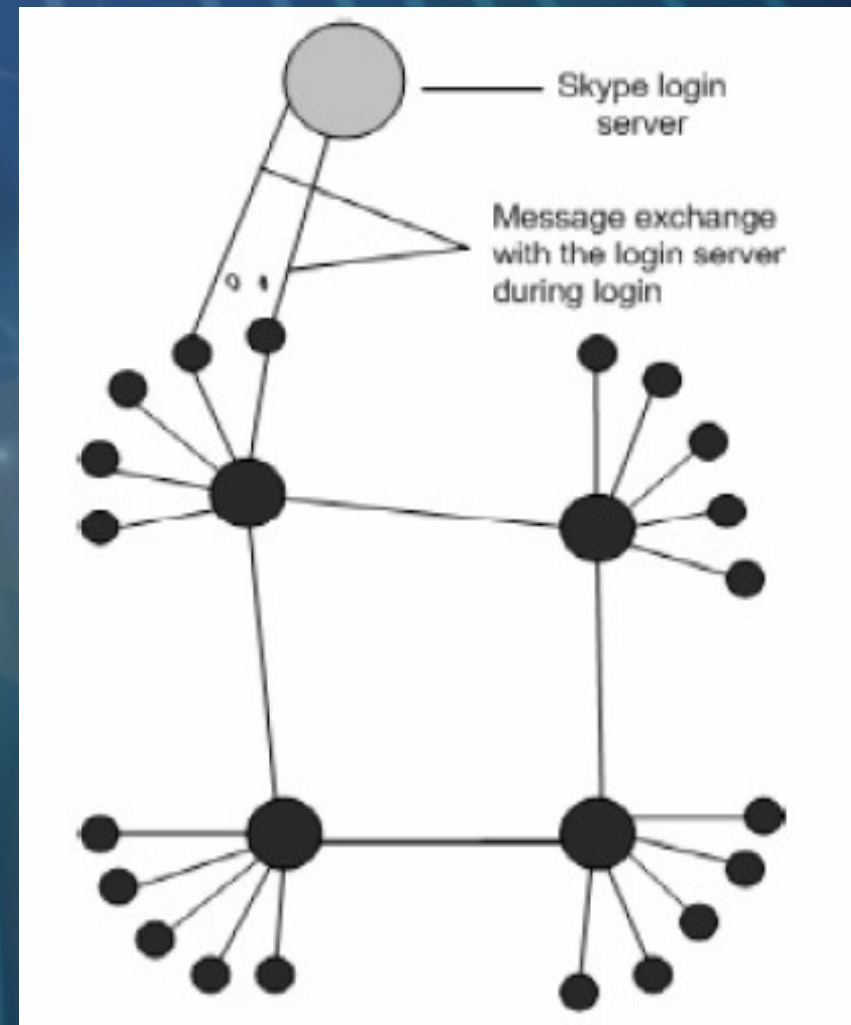 Skype login
server
Message exchange
with the login server
during login